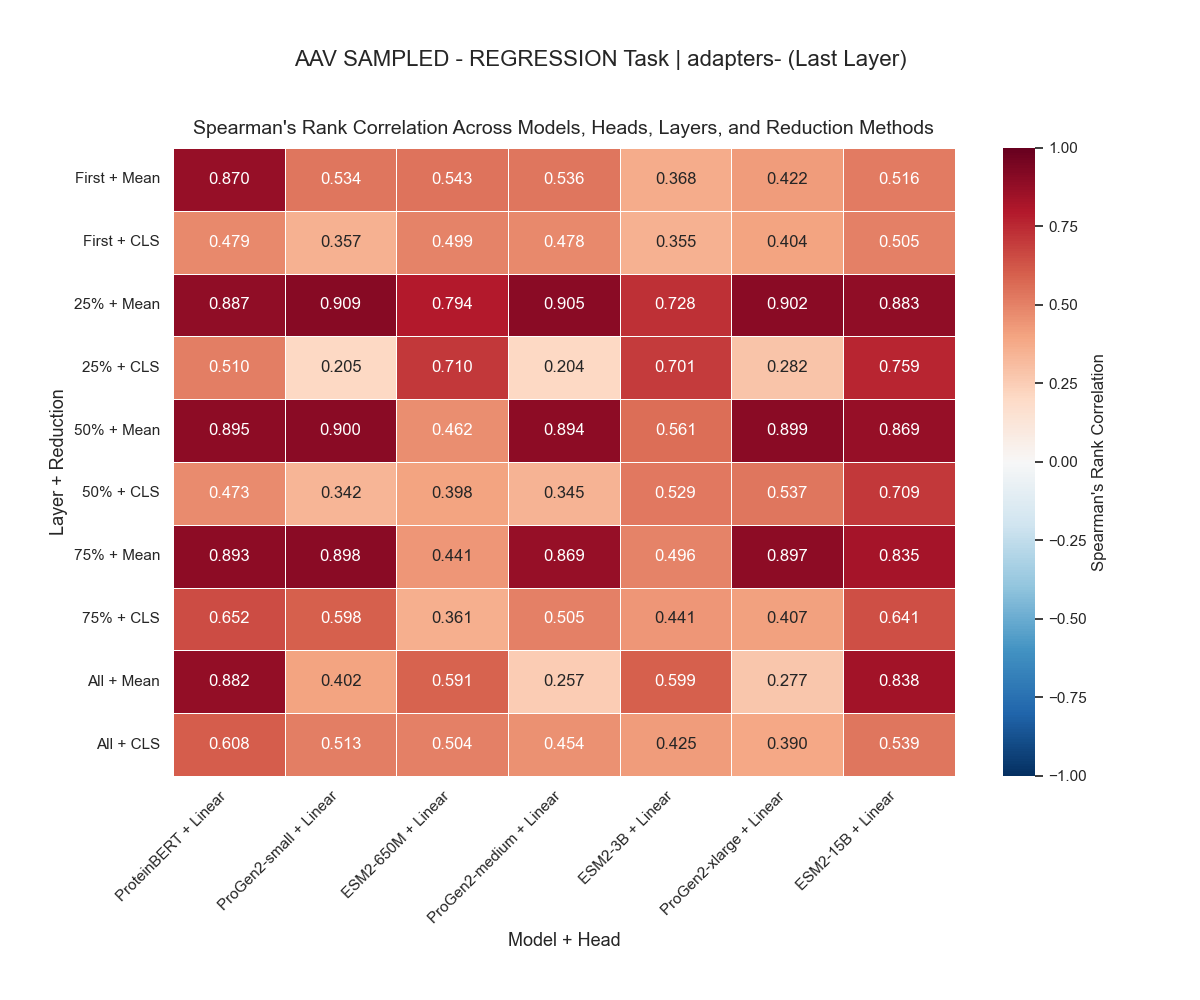 AAV SAMPLED - REGRESSION Task | adapters- (Last Layer)
Spearman's Rank Correlation Across Models, Heads, Layers, and Reduction Methods
Layer + Reduction
First + Mean 0.870 0.534 0.543 0.536 0.368 0.422 0.516
First + CLS 0.479 0.357 0.499 0.478 0.355 0.404 0.505
25% + Mean 0.887 0.909 0.794 0.905 0.728 0.902 0.883
25% + CLS 0.510 0.205 0.710 0.204 0.701 0.282 0.759
50% + Mean 0.895 0.900 0.462 0.894 0.561 0.899 0.869
50% + CLS 0.473 0.342 0.398 0.345 0.529 0.537 0.709
75% + Mean 0.893 0.898 0.441 0.869 0.496 0.897 0.835
75% + CLS 0.652 0.598 0.361 0.505 0.441 0.407 0.641
All + Mean 0.882 0.402 0.591 0.257 0.599 0.277 0.838
All + CLS 0.608 0.513 0.504 0.454 0.425 0.390 0.539
ProteinBERT + Linear
ProGen2-small + Linear
ESM2-650M + Linear
ProGen2-medium + Linear
ESM2-3B + Linear
ProGen2-xlarge + Linear
ESM2-15B + Linear
Model + Head
1.00
0.75
0.50
0.25
0.00
−0.25
−0.50
−0.75
−1.00
Spearman's Rank Correlation